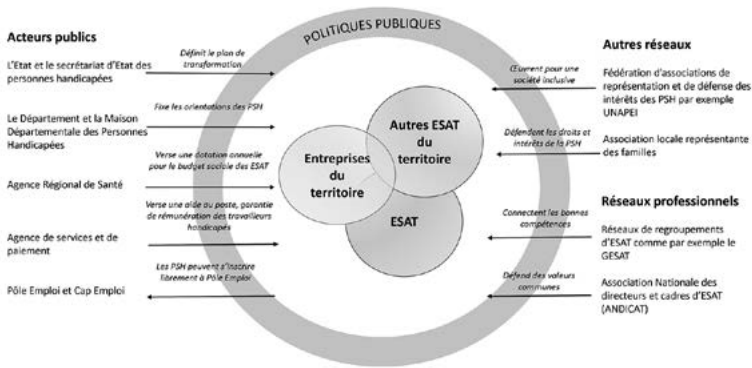 POLITIQUES PUBLIQUES
Acteurs publics
L'Etat et le secrétariat d'Etat des
personnes handicapées
Définit le plan de
transformation
Le Département et la Maison
Départementale des Personnes
Handicapées
Fixe les orientations des PSH
Agence Régional de Santé
Verse une dotation annuelle
pour le budget sociale des ESAT
Agence de services et de
paiement
Verse une aide au poste, garantie
de rémunération des travailleurs
handicapés
Pôle Emploi et Cap Emploi
Les PSH peuvent s'inscrire
librement à Pôle Emploi
Entreprises
du
territoire
Autres ESAT
du
territoire
ESAT
Autres réseaux
Œuvrent pour une
société inclusive
Fédération d'associations de
représentation et de défense des
intérêts des PSH par exemple
UNAPEI
Défendant les droits et
intérêts de la PSH
Association locale représentante
des familles
Réseaux professionnels
Connectent les bonnes
compétences
Réseaux de regroupements
d'ESAT comme par exemple le
GESAT
Défend des valeurs
communes
Association Nationale des
directeurs et cadres d'ESAT
(ANDICAT)